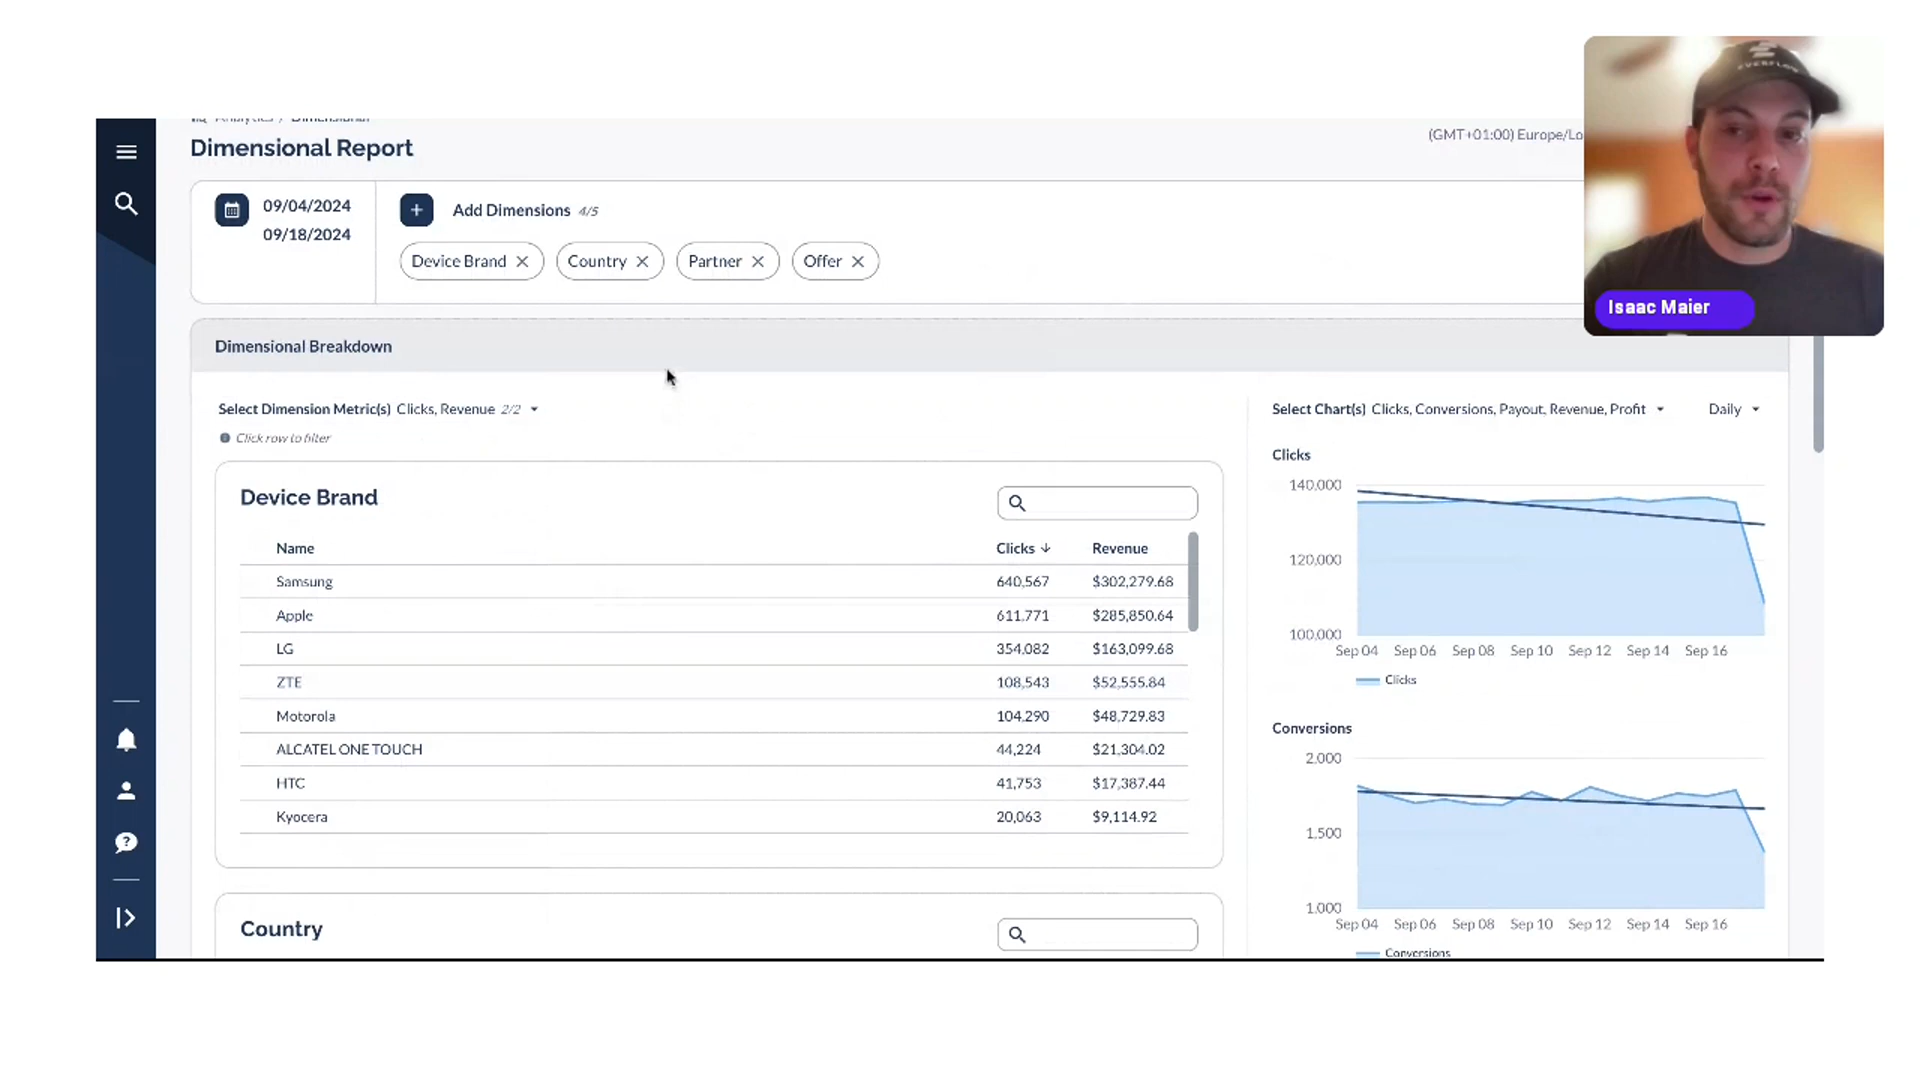 EVERFLOW
Analytics / Dimensional
(GMT+01:00) Europe/Lo
Dimensional Report
09/04/2024
09/18/2024
Add Dimensions 4/5
Device Brand
Country
Partner
Offer
Isaac Maier
Dimensional Breakdown
Select Dimension Metric(s) Clicks, Revenue 2/2
Click row to filter
Device Brand
Name Clicks Revenue
Samsung 640,567 $302,279.68
Apple 611,771 $285,850.64
LG 354,082 $163,099.68
ZTE 108,543 $52,555.84
Motorola 104,290 $48,729.83
ALCATEL ONE TOUCH 44,224 $21,304.02
HTC 41,753 $17,387.44
Kyocera 20,063 $9,114.92
Country
Select Chart(s) Clicks, Conversions, Payout, Revenue, Profit
Daily
Clicks
140,000
120,000
100,000
Sep 04 Sep 06 Sep 08 Sep 10 Sep 12 Sep 14 Sep 16
Clicks
Conversions
2,000
1,500
1,000
Sep 04 Sep 06 Sep 08 Sep 10 Sep 12 Sep 14 Sep 16
Conversions